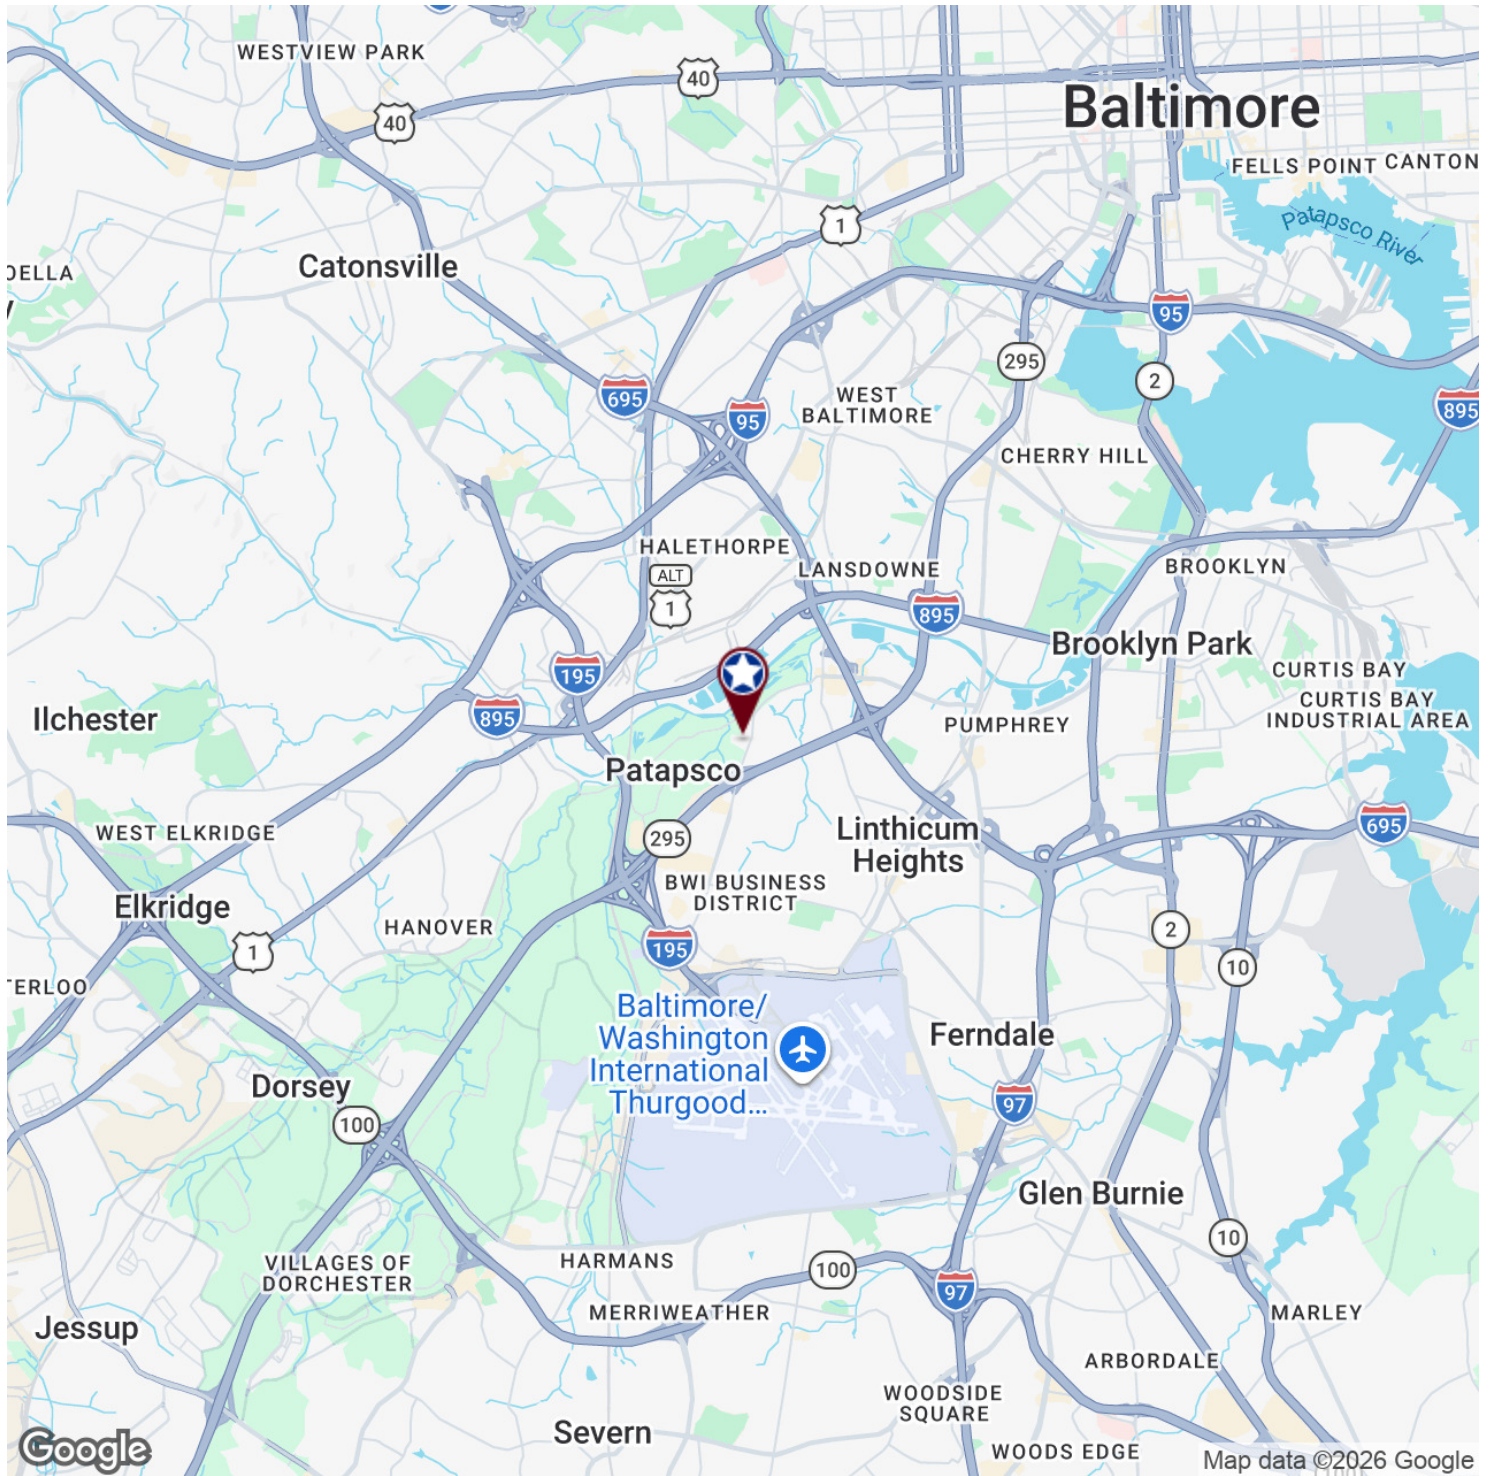 WESTVIEW PARK
40
40
Baltimore
FELLS POINT
CANTON
Patapsco River
1
Catonsville
95
295
2
695
95
WEST
BALTIMORE
895
CHERRY HILL
HALETHORPE
ALT
1
LANSDOWNE
BROOKLYN
895
Brooklyn Park
195
CURTIS BAY
CURTIS BAY
INDUSTRIAL AREA
Ilchester
895
PUMPHREY
Patapsco
WEST ELKRIDGE
295
Linthicum
Heights
695
BWI BUSINESS
DISTRICT
Elkridge
HANOVER
1
195
2
10
TERLOO
Baltimore/
Washington
International
Thurgood...
Ferndale
Dorsey
97
100
Glen Burnie
10
VILLAGES OF
DORCHESTER
HARMANS
100
97
MERRIWEATHER
MARLEY
Jessup
ARBORDALE
WOODSIDE
SQUARE
Severn
WOODS EDGE
Google
Map data ©2026 Google